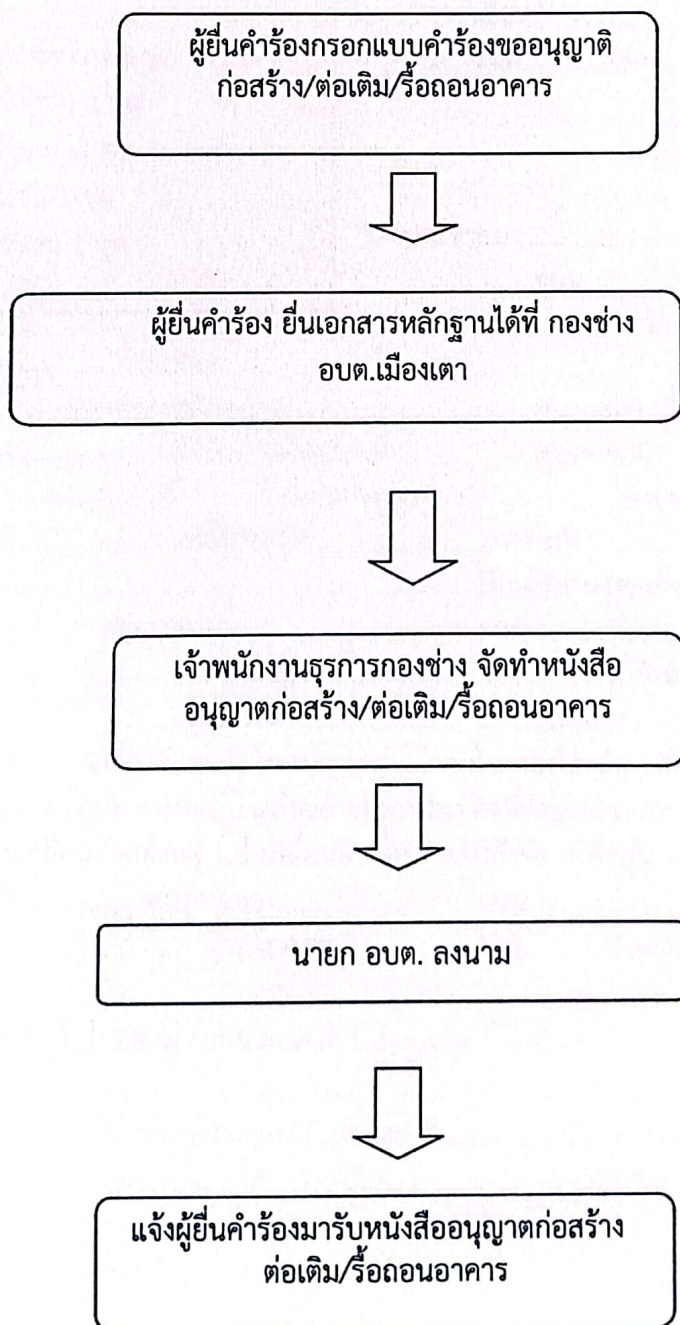 ผู้ยื่นคำร้องกรอกแบบคำร้องขออนุญาติ
ก่อสร้าง/ต่อเติม/รื้อถอนอาคาร
ผู้ยื่นคำร้อง ยื่นเอกสารหลักฐานได้ที่ กองช่าง
อบต.เมืองเตา
เจ้าพนักงานธุรการกองช่าง จัดทำหนังสือ
อนุญาตก่อสร้าง/ต่อเติม/รื้อถอนอาคาร
นายก อบต. ลงนาม
แจ้งผู้ยื่นคำร้องมารับหนังสืออนุญาตก่อสร้าง
ต่อเติม/รื้อถอนอาคาร